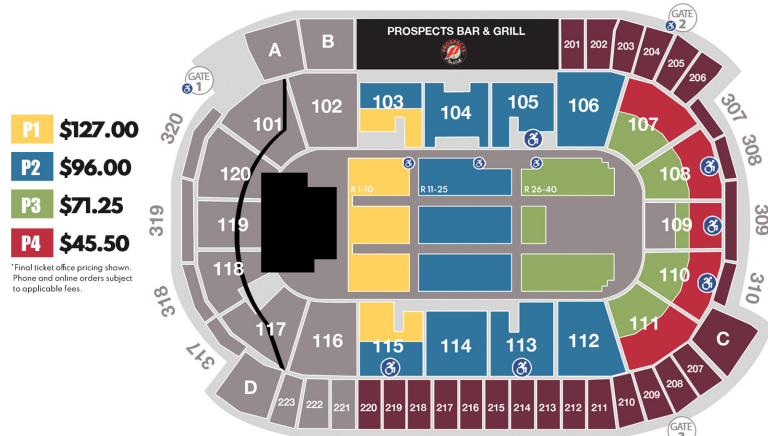 PROSPECTS BAR & GRILL
PROSPECTS
GATE
1
GATE
2
A
B
201
202
203
204
205
206
307
308
309
310
320
319
318
317
P1 $127.00
P2 $96.00
P3 $71.25
P4 $45.50
*Final ticket office pricing shown.
Phone and online orders subject
to applicable fees.
101
102
103
104
105
106
107
108
109
110
111
120
119
118
117
116
115
114
113
112
R 1-10
R 11-25
R 26-40
C
D
223
222
221
220
219
218
217
216
215
214
213
212
211
210
209
208
207
GATE